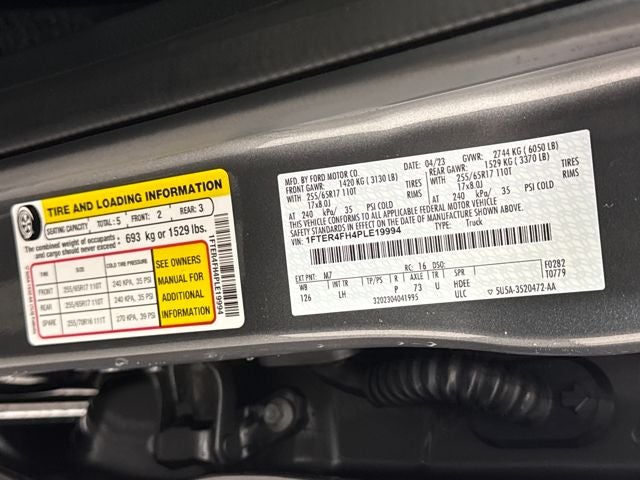 TIRE AND LOADING INFORMATION
SEATING CAPACITY TOTAL: 5 FRONT: 2 REAR: 3
The combined weight of occupants and cargo should never exceed: 693 kg or 1529 lbs.
TIRE SIZE COLD TIRE PRESSURE
FRONT 255/65R17 110T 240 KPA, 35 PSI
REAR 255/65R17 110T 240 KPA, 35 PSI
SPARE 255/70R16 111T 270 KPA, 39 PSI
SEE OWNERS
MANUAL FOR
ADDITIONAL
INFORMATION
1FTER4FH4PLE19994
MFD. BY FORD MOTOR CO.
DATE: 04/23 GVWR: 2744 KG ( 6050 LB)
FRONT GAWR: 1420 KG ( 3130 LB) REAR GAWR: 1529 KG ( 3370 LB)
255/65R17 110T TIRES WITH 255/65R17 110T TIRES
17x8.0J RIMS 17x8.0J RIMS
AT 240 kPa/ 35 PSI COLD AT 240 kPa/ 35 PSI COLD
THIS VEHICLE CONFORMS TO ALL APPLICABLE FEDERAL MOTOR VEHICLE
SAFETY STANDARDS IN EFFECT ON THE DATE OF MANUFACTURE SHOWN ABOVE.
VIN: 1FTER4FH4PLE19994
TYPE: Truck
EXT PNT: M7 RC: 16 DSO: F0282
WB INT TR TP/PS R AXLE TR SPR T0779
126 LH P 73 U HDEE
3202304041995 ULC
▽ SU5A-3520472-AA